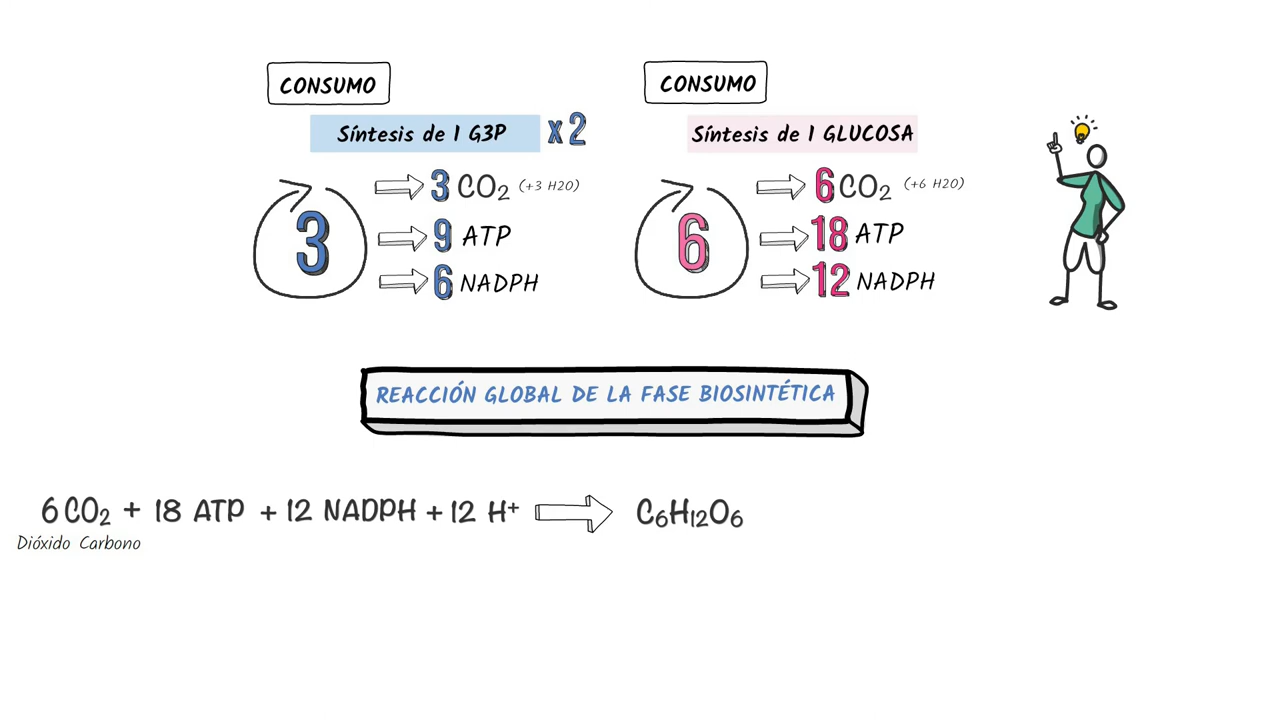 CONSUMO
Síntesis de 1 G3P x2
3
3 CO₂ (+3 H2O)
9 ATP
6 NADPH
CONSUMO
Síntesis de 1 GLUCOSA
6
6 CO₂ (+6 H2O)
18 ATP
12 NADPH
REACCIÓN GLOBAL DE LA FASE BIOSINTÉTICA
6 CO₂ + 18 ATP + 12 NADPH + 12 H⁺ ⇒ C₆H₁₂O₆
Dióxido Carbono